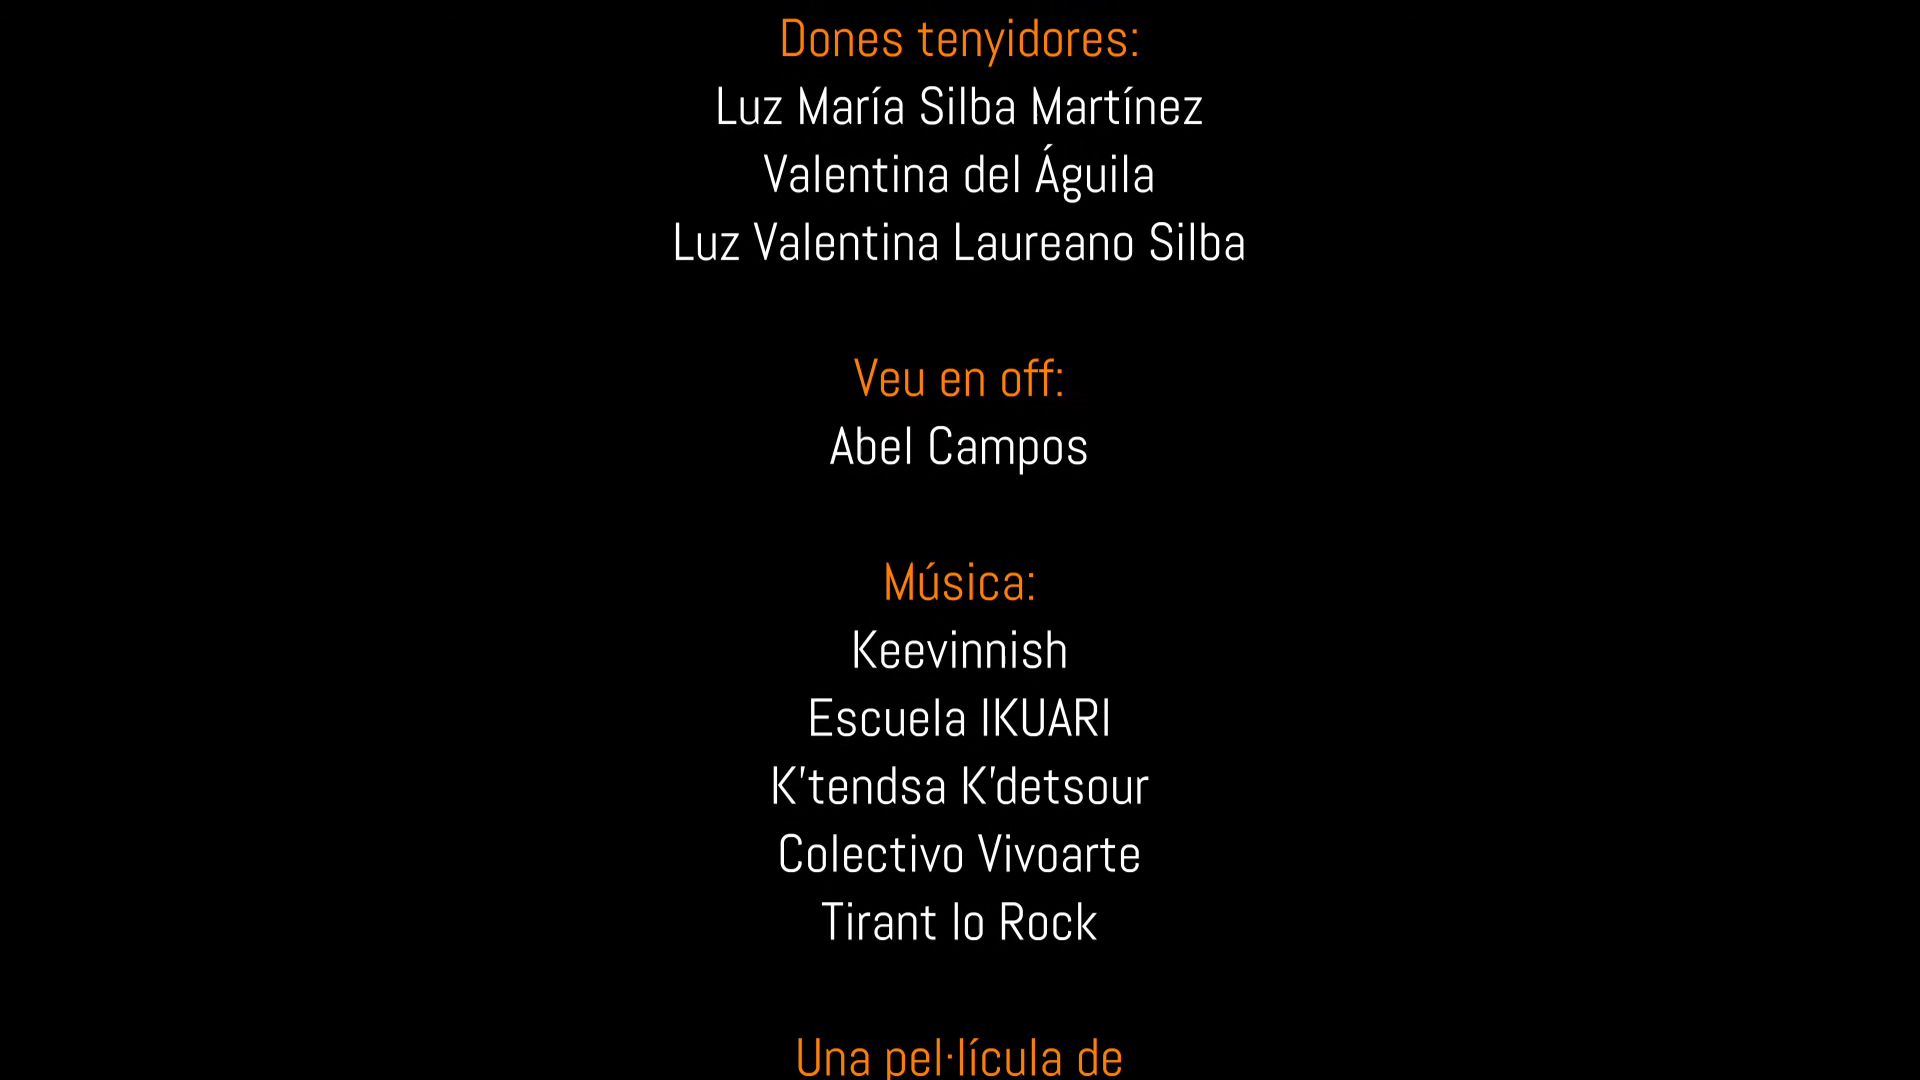 Dones tenyidores:
Luz María Silba Martínez
Valentina del Águila
Luz Valentina Laureano Silba
Veu en off:
Abel Campos
Música:
Keevinnish
Escuela IKUARI
K'tendsa K'detsour
Colectivo Vivoarte
Tirant lo Rock
Una pel·lícula de